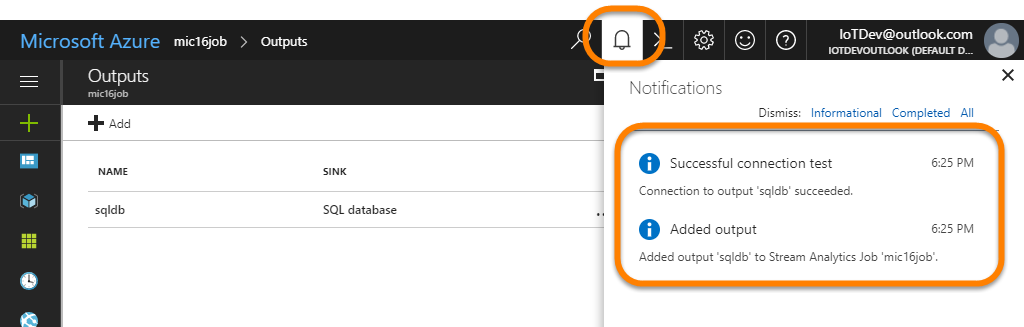 Microsoft Azure mic16job > Outputs
IoTDev@outlook.com
IOTDEVOUTLOOK (DEFAULT D...
Outputs
mic16job
Add
NAME SINK
sqldb SQL database ...
Notifications
Dismiss: Informational Completed All
Successful connection test 6:25 PM
Connection to output 'sqldb' succeeded.
Added output 6:25 PM
Added output 'sqldb' to Stream Analytics Job 'mic16job'.